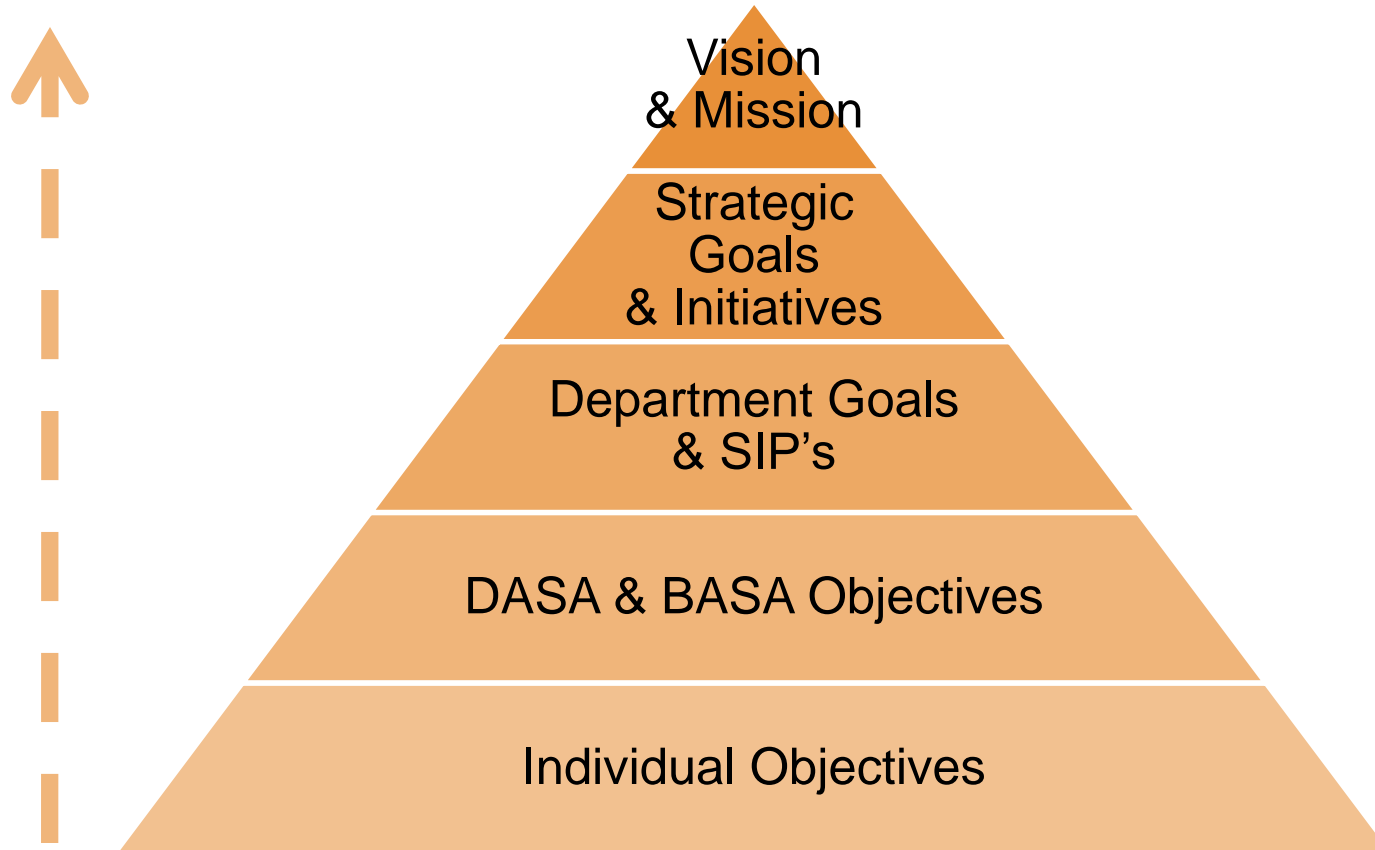 Vision
& Mission
Strategic
Goals
& Initiatives
Department Goals
& SIP’s
DASA & BASA Objectives
Individual Objectives